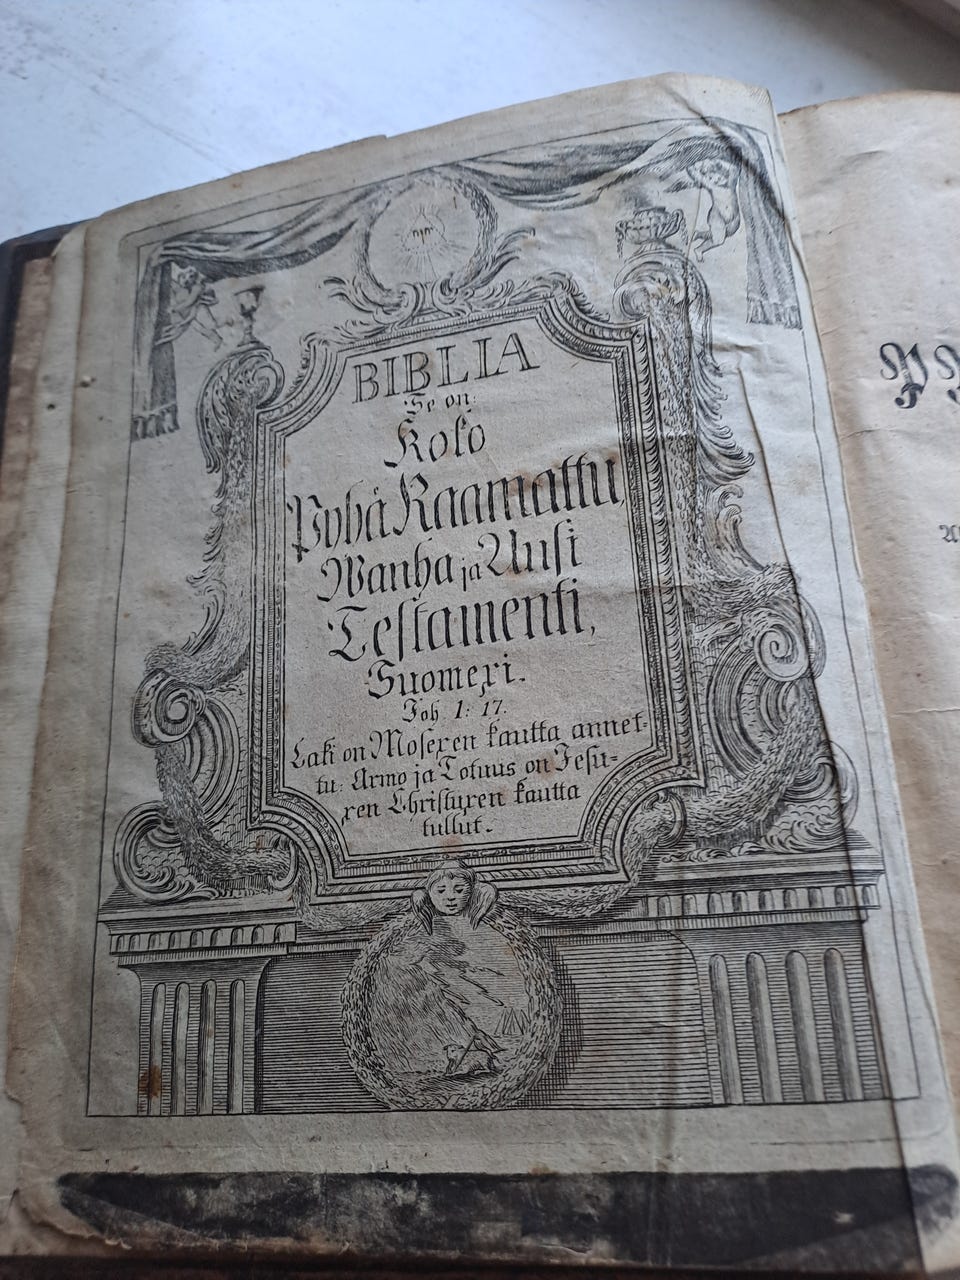 BIBLIA
Se on:
Koko
Pyhä Raamattu,
Wanha ja Uusi
Testamenti,
Suomexi.
Joh 1: 17.
Laki on Mosexen kautta annet-
tu: Armo ja Totuus on Jesu-
xen Christuxen kautta
tullut.